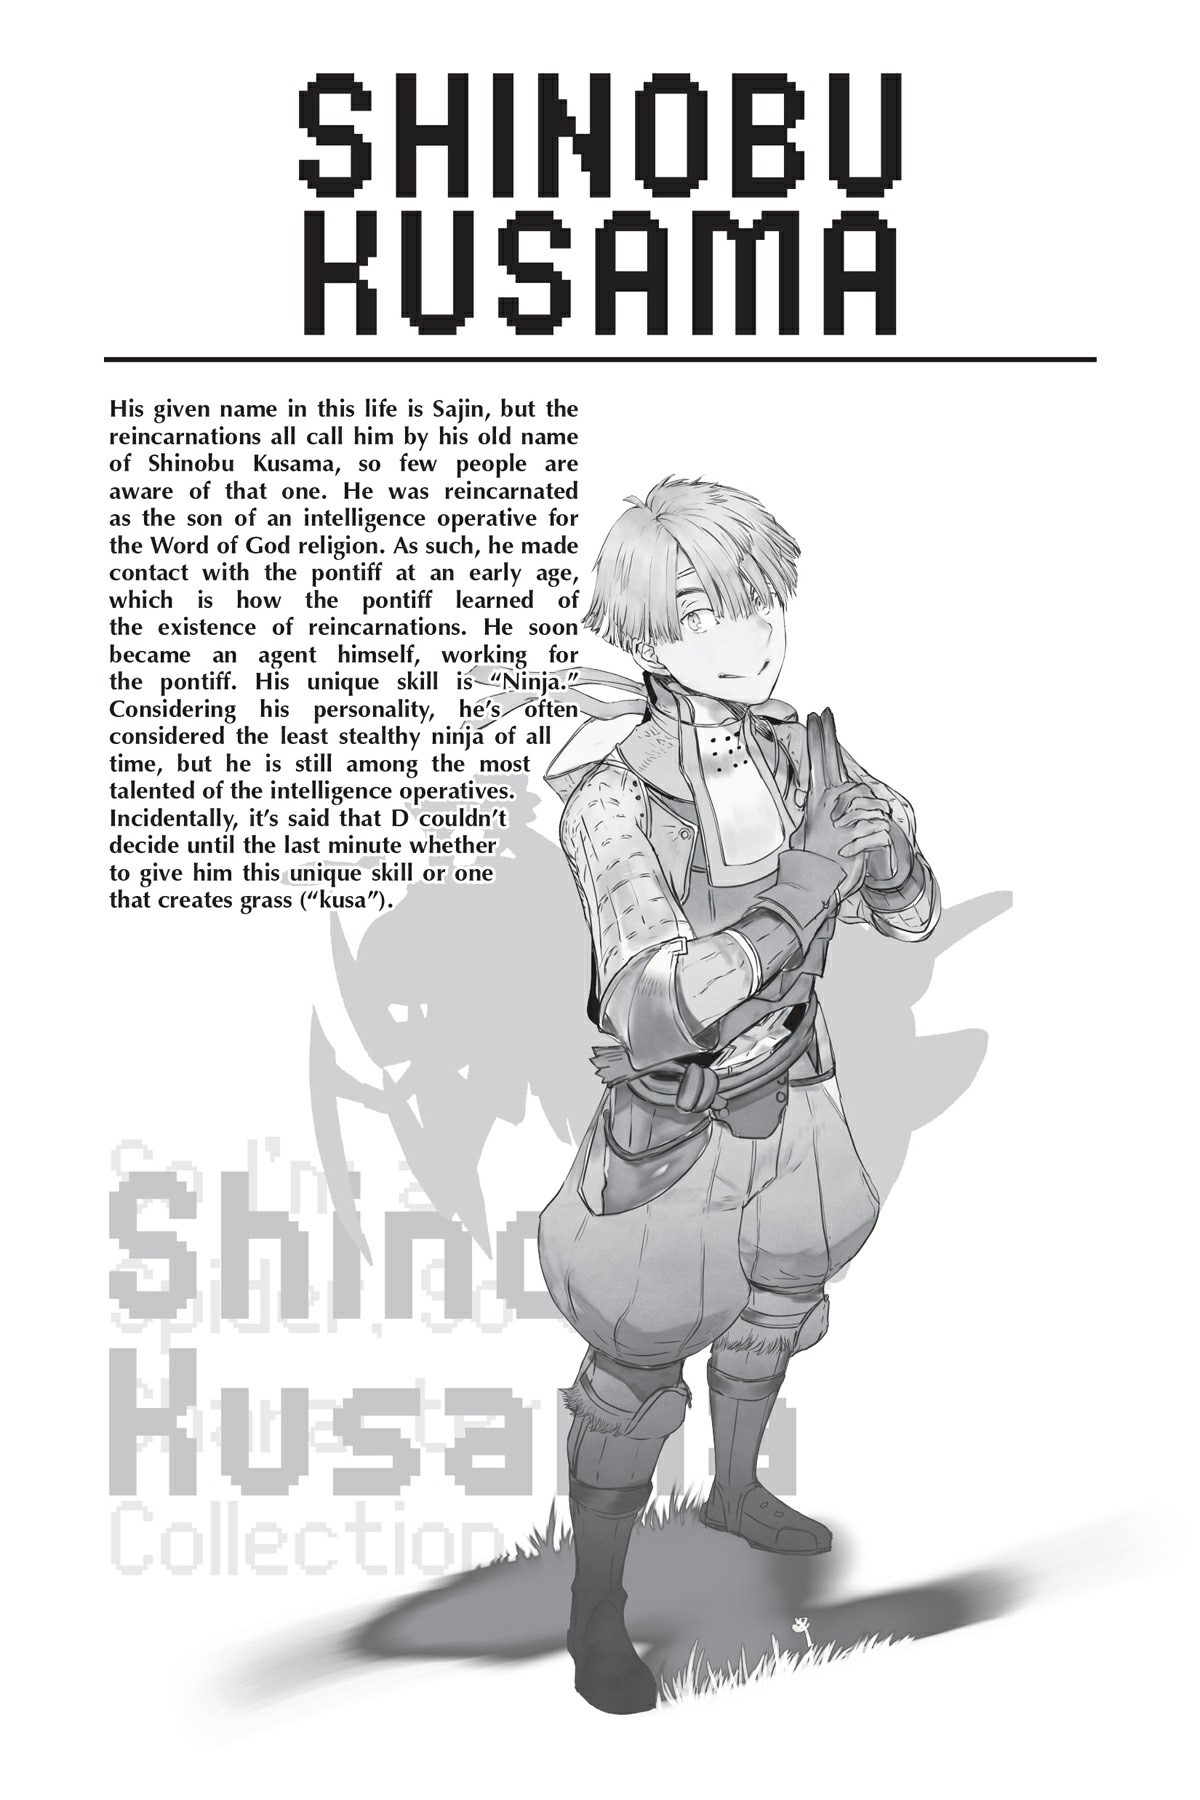 SHINOBU
KUSAMA
His given name in this life is Sajin, but the
reincarnations all call him by his old name
of Shinobu Kusama, so few people are
aware of that one. He was reincarnated
as the son of an intelligence operative for
the Word of God religion. As such, he made
contact with the pontiff at an early age,
which is how the pontiff learned of
the existence of reincarnations. He soon
became an agent himself, working for
the pontiff. His unique skill is “Ninja.”
Considering his personality, he’s often
considered the least stealthy ninja of all
time, but he is still among the most
talented of the intelligence operatives.
Incidentally, it’s said that D couldn’t
decide until the last minute whether
to give him this unique skill or one
that creates grass (“kusa”).
So I'm a
Shino
Spider, So
Kusama
Collection